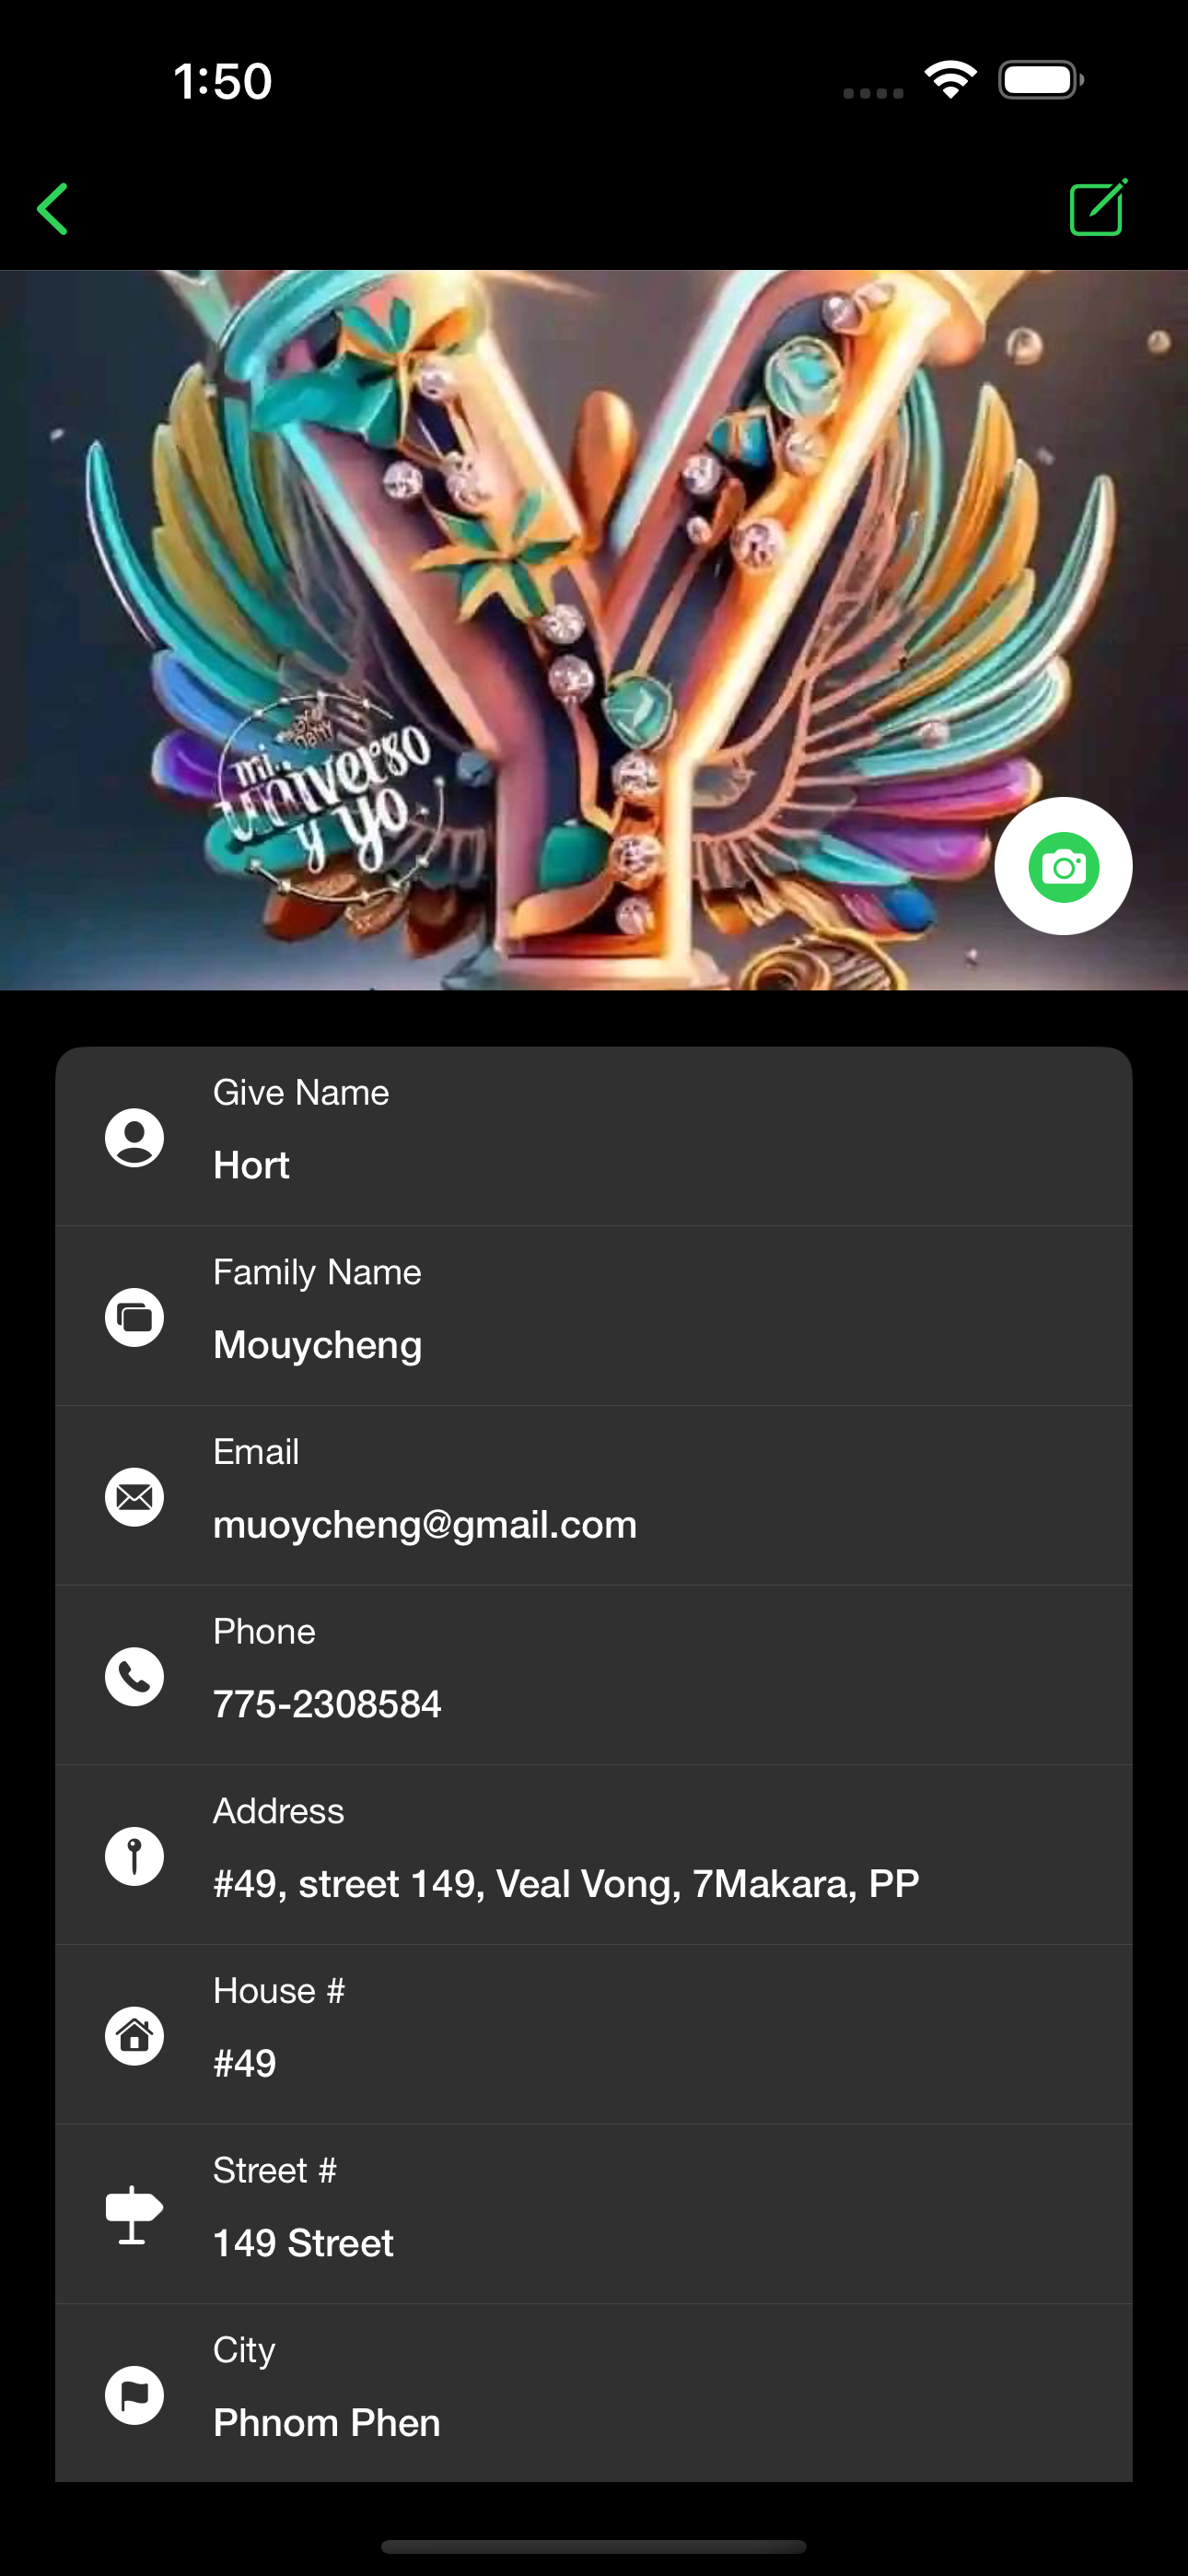 1:50
mi
universo
y yo
Give Name
Hort
Family Name
Mouycheng
Email
muoycheng@gmail.com
Phone
775-2308584
Address
#49, street 149, Veal Vong, 7Makara, PP
House #
#49
Street #
149 Street
City
Phnom Phen